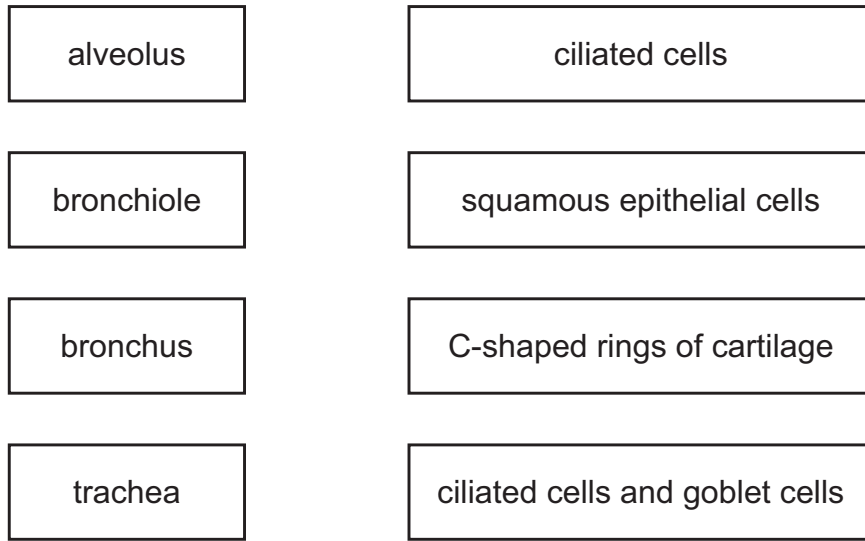 alveolus
ciliated cells
bronchiole
squamous epithelial cells
bronchus
C-shaped rings of cartilage
trachea
ciliated cells and goblet cells